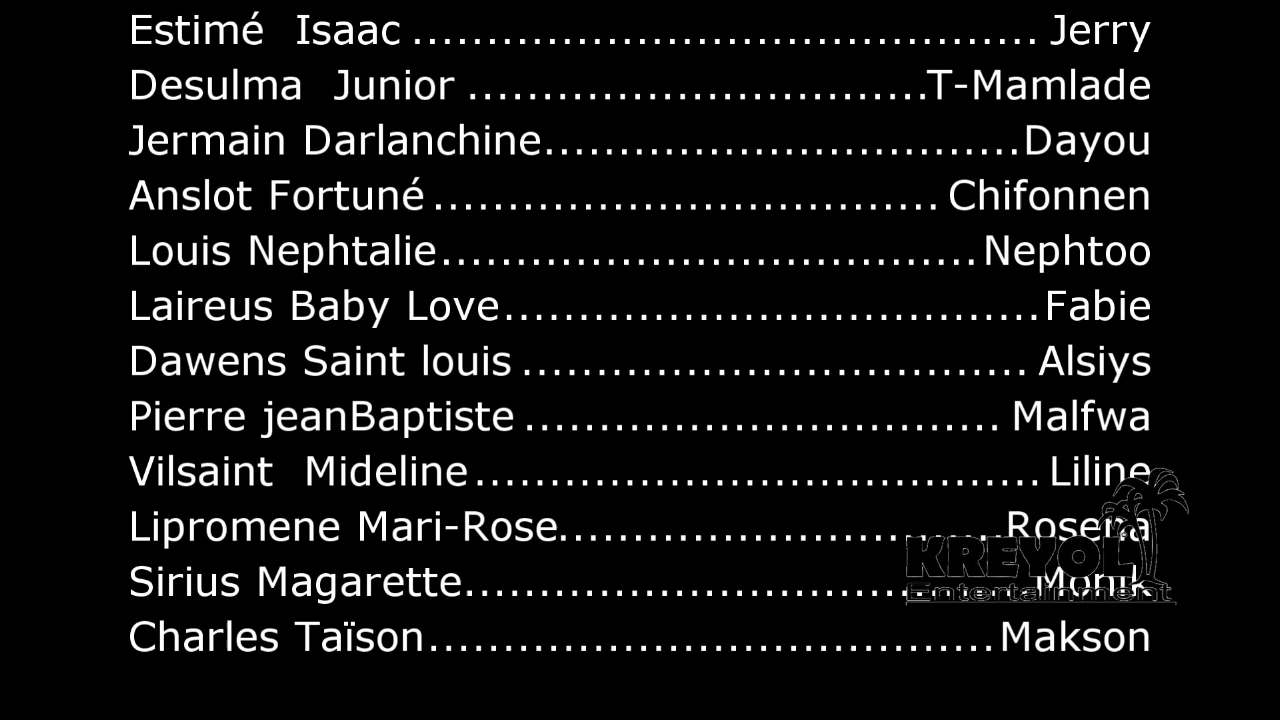 Estimé Isaac ........................................ Jerry
Desulma Junior ...............................T-Mamlade
Jermain Darlanchine................................Dayou
Anslot Fortuné .................................. Chifonnen
Louis Nephtalie.................................... Nephtoo
Laireus Baby Love....................................Fabie
Dawens Saint louis .................................. Alsiys
Pierre jeanBaptiste ................................ Malfwa
Vilsaint Mideline...................................... Liline
Lipromene Mari-Rose..............................Rosena
Sirius Magarette......................................Monik
Charles Taïson......................................Makson
KREYOL
Entertainment